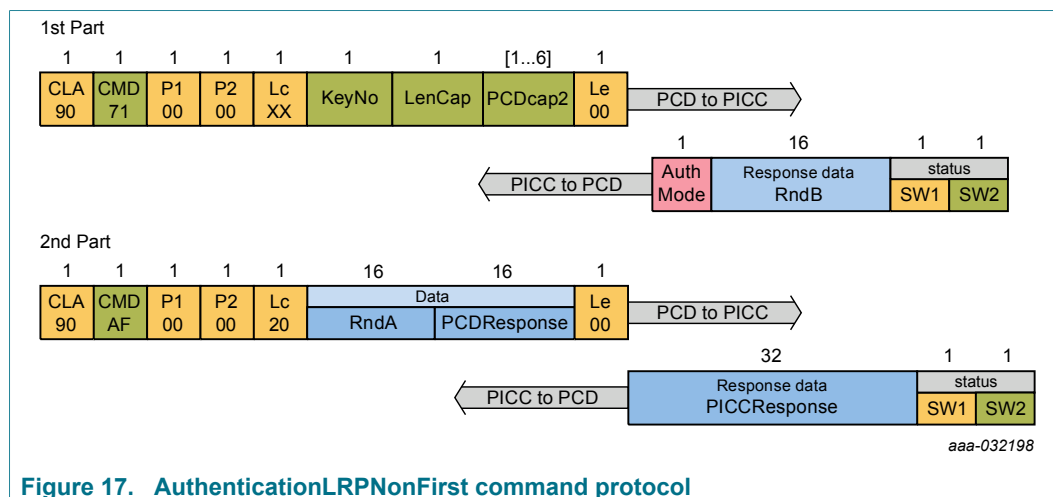 1st Part
1 1 1 1 1 1 1 [1...6] 1
CLA CMD P1 P2 Lc KeyNo LenCap PCDcap2 Le
90 71 00 00 XX 00
PCD to PICC
1 16 1 1
PICC to PCD
Auth Response data status
Mode RndB SW1 SW2
2nd Part
1 1 1 1 1 16 16 1
CLA CMD P1 P2 Lc Data Le
90 AF 00 00 20 RndA PCDResponse 00
PCD to PICC
32 1 1
PICC to PCD
Response data status
PICCResponse SW1 SW2
aaa-032198
Figure 17. AuthenticationLRPNonFirst command protocol